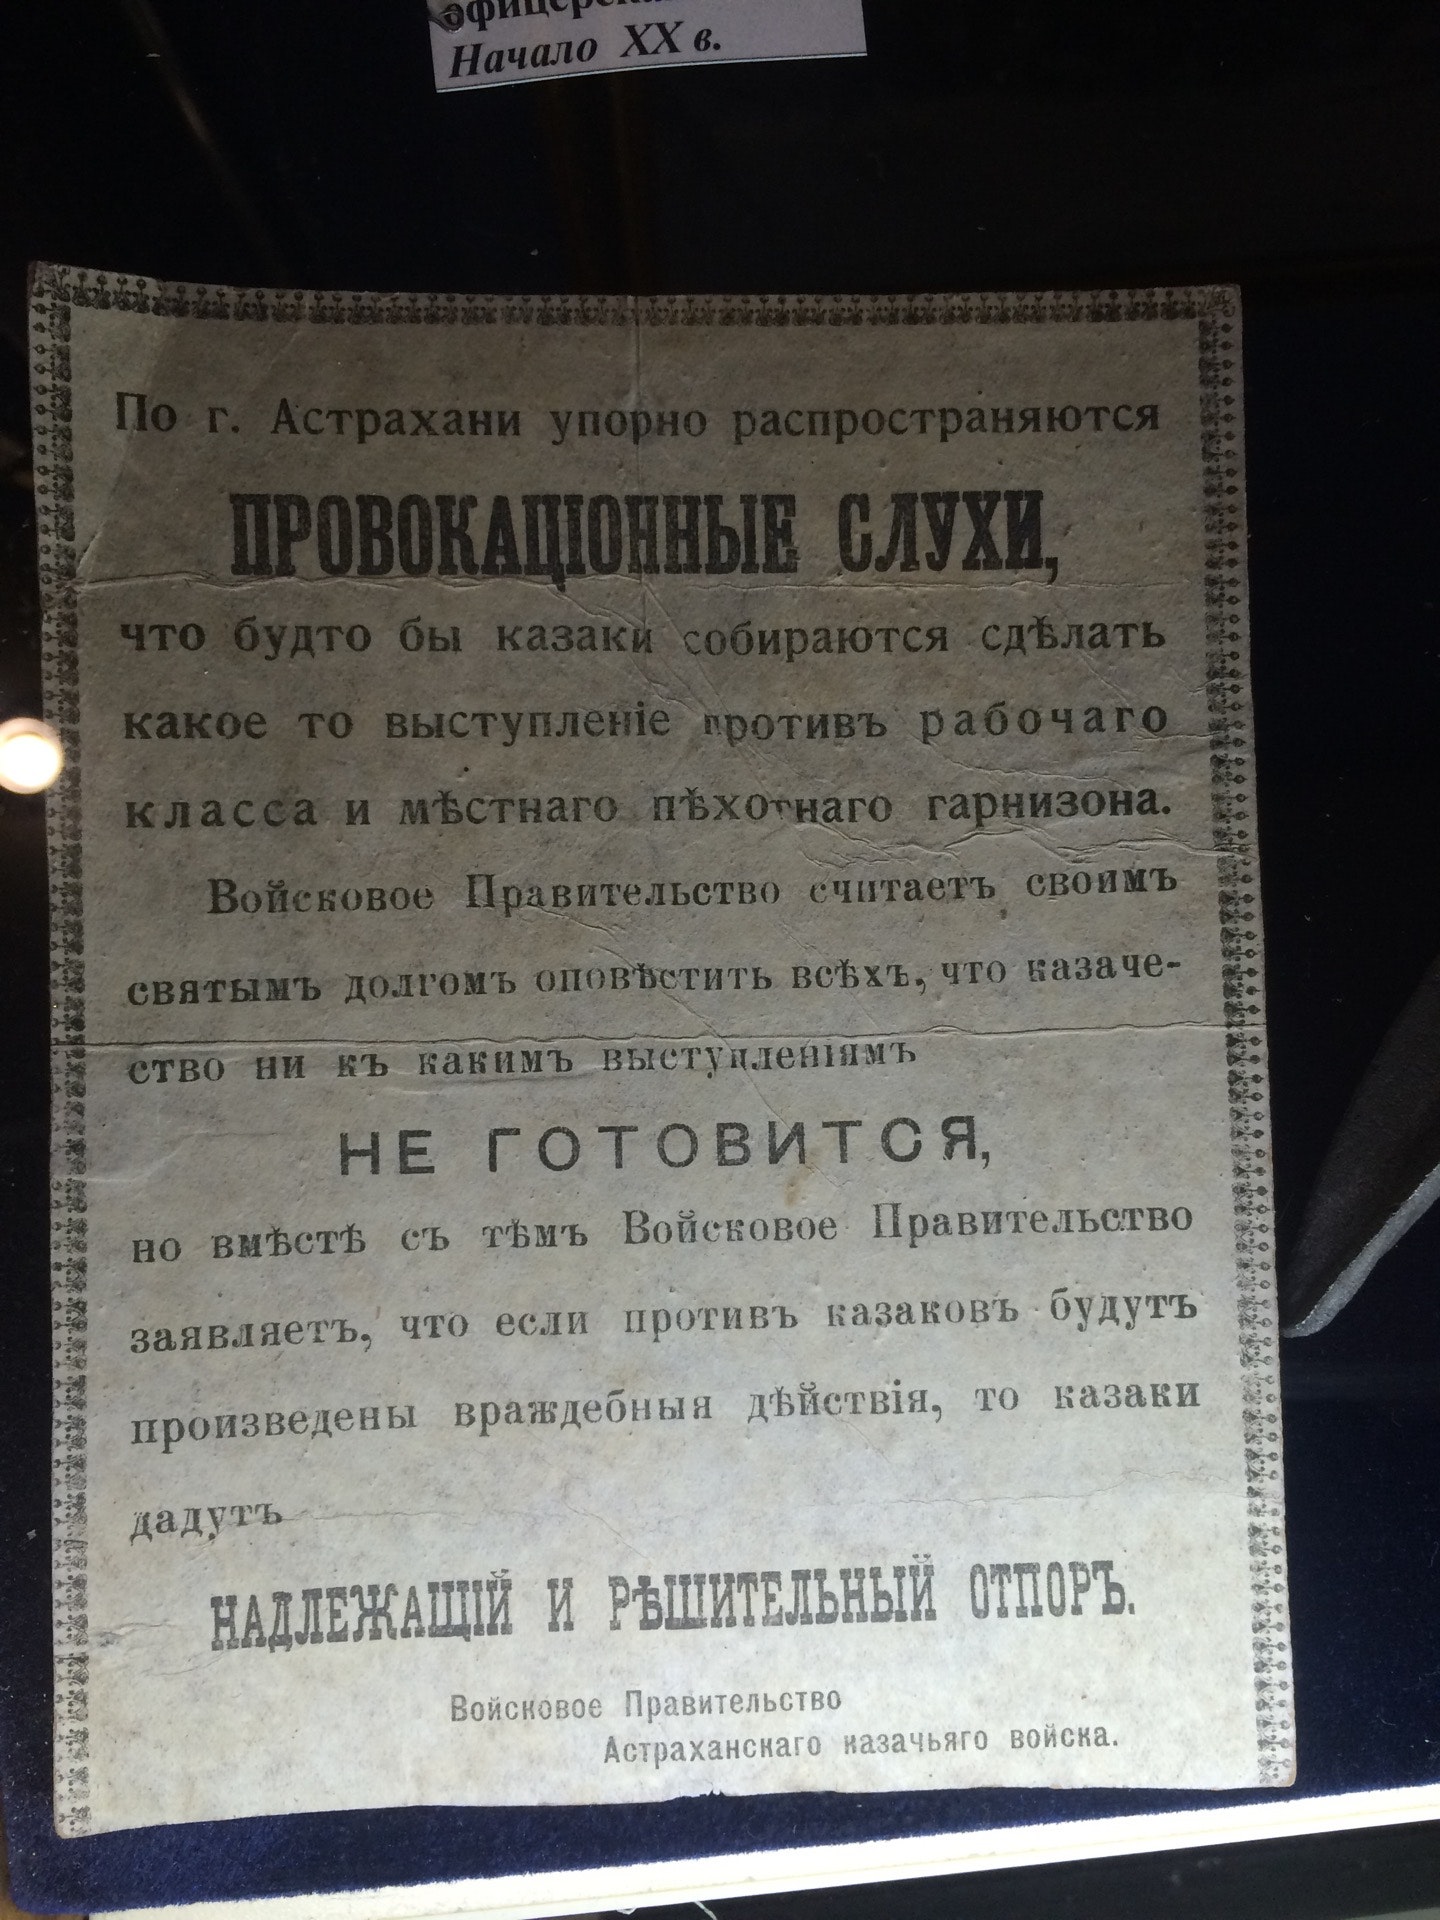 Начало XX в.
По г. Астрахани упорно распространяются
ПРОВОКАЦІОННЫЕ СЛУХИ,
что будто бы казаки собираются сдѣлать
какое то выступленіе противъ рабочаго
класса и мѣстнаго пѣхотнаго гарнизона.
Войсковое Правительство считаетъ своимъ
святымъ долгомъ оповѣстить всѣхъ, что казаче-
ство ни къ какимъ выступленіямъ
НЕ ГОТОВИТСЯ,
но вмѣстѣ съ тѣмъ Войсковое Правительство
заявляетъ, что если противъ казаковъ будутъ
произведены враждебныя дѣйствія, то казаки
дадутъ
НАДЛЕЖАЩІЙ И РѢШИТЕЛЬНЫЙ ОТПОРЪ.
Войсковое Правительство
Астраханскаго казачьяго войска.